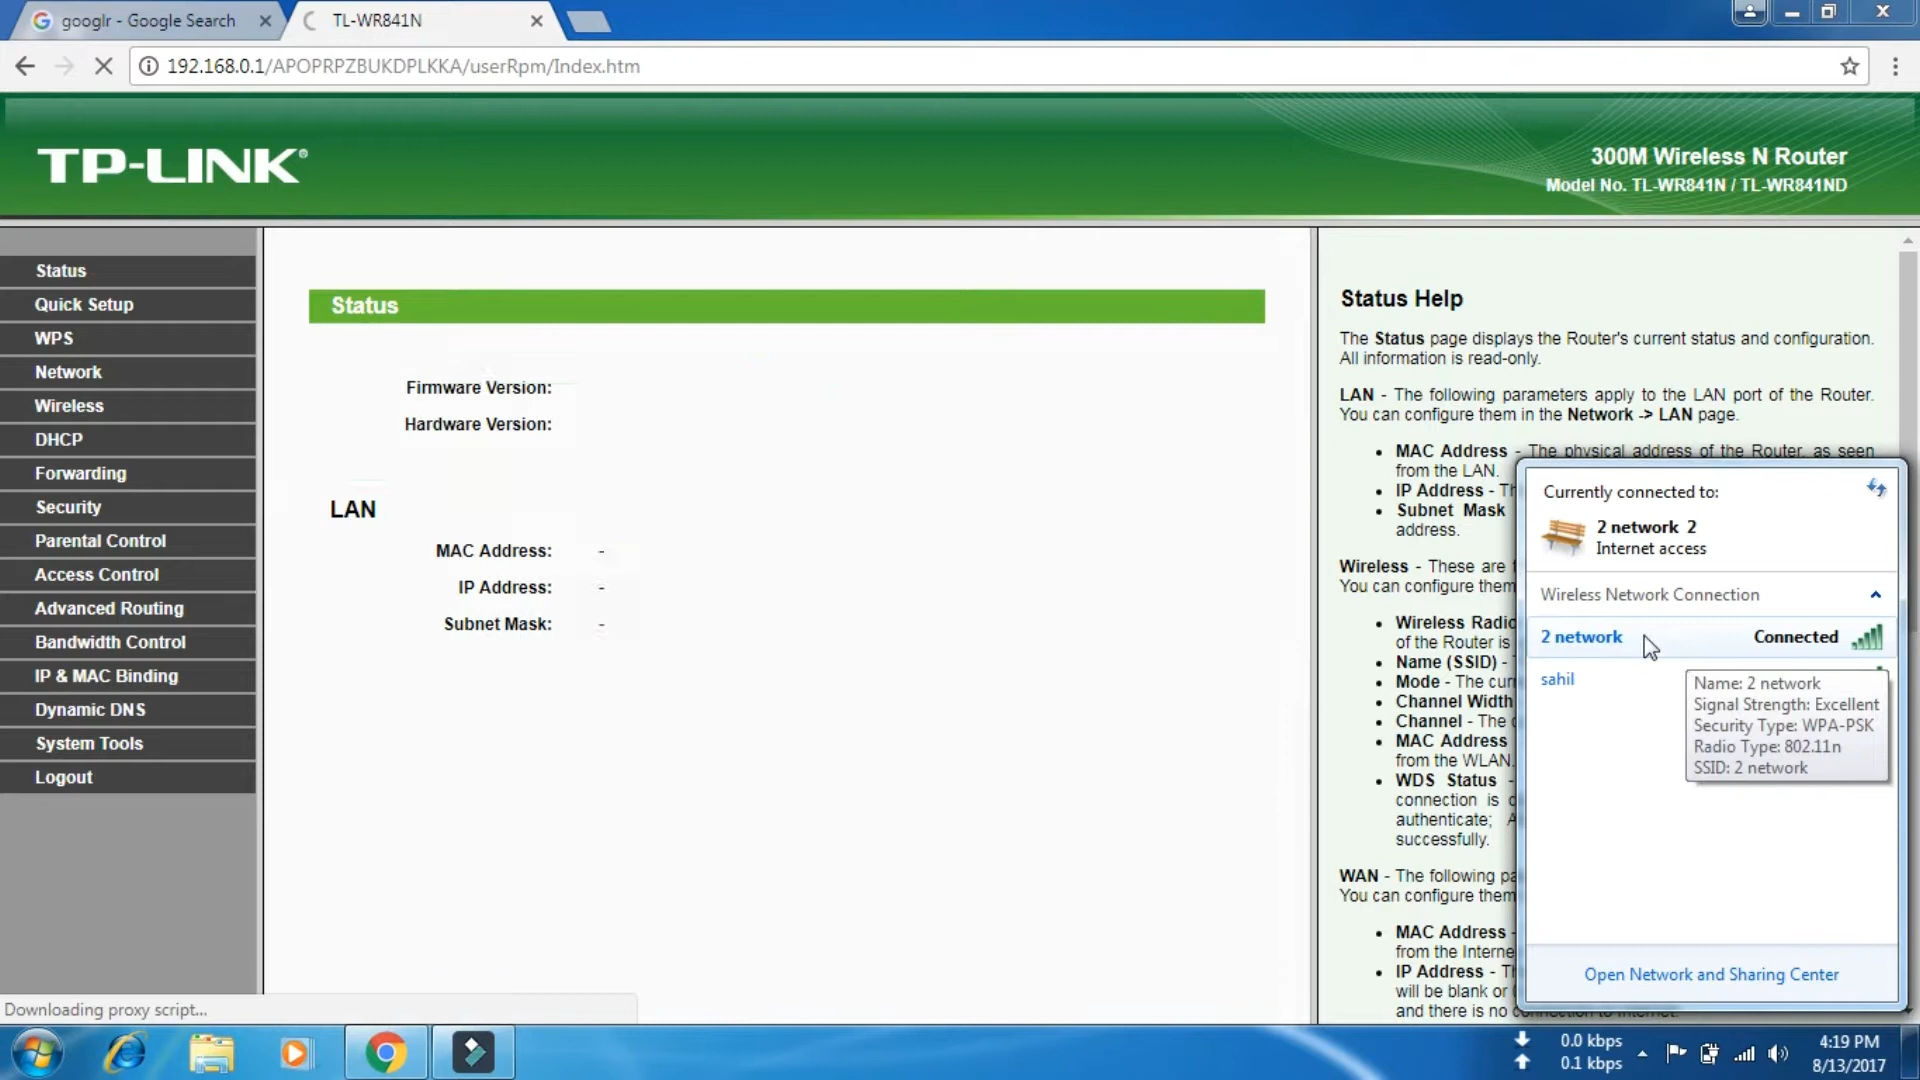 googlr - Google Search
TL-WR841N
192.168.0.1/APOPRPZBUKDPLKKA/userRpm/Index.htm
TP-LINK®
300M Wireless N Router
Model No. TL-WR841N / TL-WR841ND
Status
Quick Setup
WPS
Network
Wireless
DHCP
Forwarding
Security
Parental Control
Access Control
Advanced Routing
Bandwidth Control
IP & MAC Binding
Dynamic DNS
System Tools
Logout
Status
Firmware Version:
Hardware Version:
LAN
MAC Address: -
IP Address: -
Subnet Mask: -
Status Help
The Status page displays the Router's current status and configuration.
All information is read-only.
LAN - The following parameters apply to the LAN port of the Router.
You can configure them in the Network -> LAN page.
• MAC Address - The physical address of the Router, as seen
from the LAN.
• IP Address -
• Subnet Mask
address.
Wireless - These are
You can configure them
• Wireless Radio
of the Router is
• Name (SSID) -
• Mode - The
• Channel Width
• Channel - The
• MAC Address
from the WLAN.
• WDS Status -
connection is
authenticate;
successfully.
WAN - The following
You can configure them
• MAC Address -
from the
• IP Address -
will be blank or
and there is no connection to Internet.
Currently connected to:
2 network 2
Internet access
Wireless Network Connection
2 network Connected
sahil
Name: 2 network
Signal Strength: Excellent
Security Type: WPA-PSK
Radio Type: 802.11n
SSID: 2 network
Open Network and Sharing Center
Downloading proxy script...
0.0 kbps
0.1 kbps
4:19 PM
8/13/2017